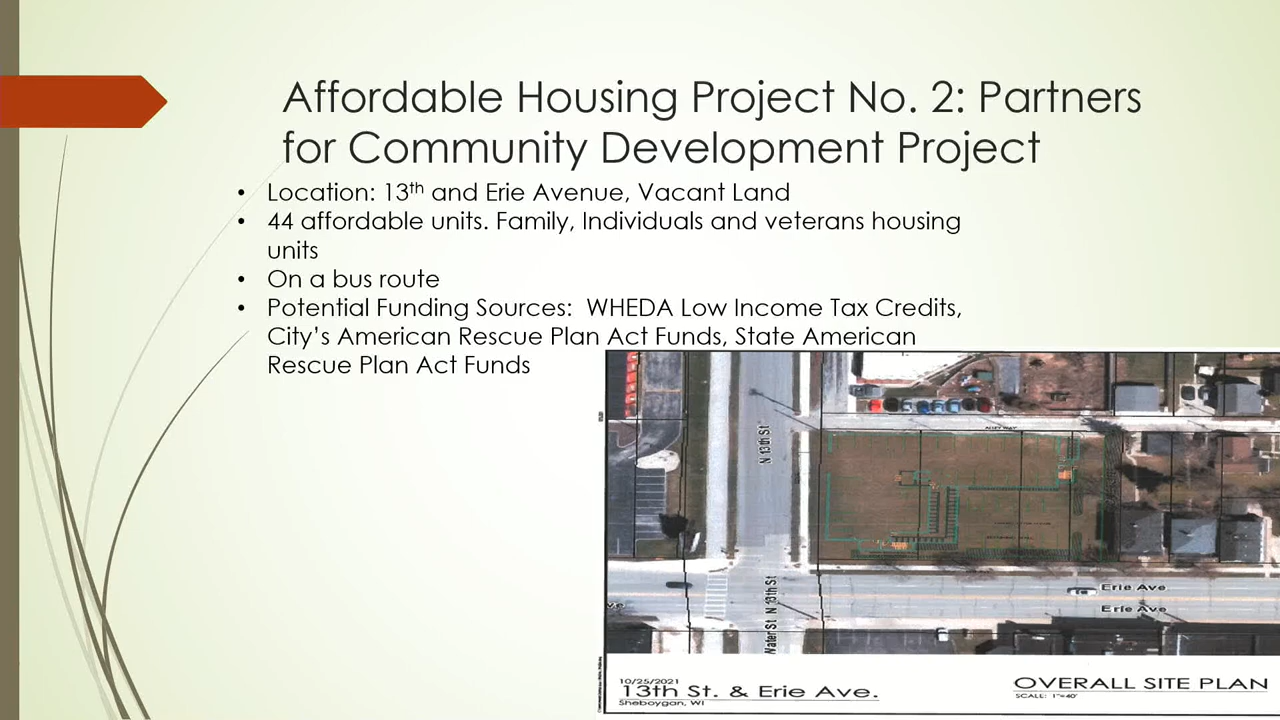 Affordable Housing Project No. 2: Partners
for Community Development Project
• Location: 13th and Erie Avenue, Vacant Land
• 44 affordable units. Family, Individuals and veterans housing
units
• On a bus route
• Potential Funding Sources: WHEDA Low Income Tax Credits,
City's American Rescue Plan Act Funds, State American
Rescue Plan Act Funds
ALLEY WAY
N 13th St
Erie Ave
Erie Ave
Water St N 13th St
10/25/2021
13th St. & Erie Ave.
Sheboygan, WI
OVERALL SITE PLAN
SCALE: 1"=40'